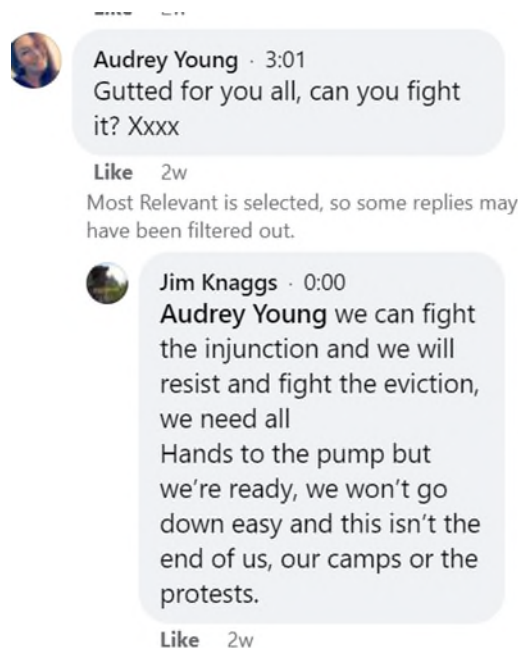 Audrey Young · 3:01
Gutted for you all, can you fight
it? Xxxx
Like 2w
Most Relevant is selected, so some replies may
have been filtered out.
Jim Knaggs · 0:00
Audrey Young we can fight
the injunction and we will
resist and fight the eviction,
we need all
Hands to the pump but
we're ready, we won't go
down easy and this isn't the
end of us, our camps or the
protests.
Like 2w